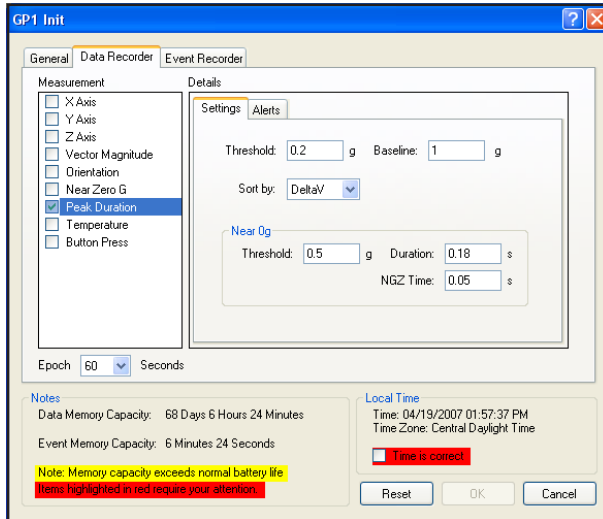 GP1 Init
General Data Recorder Event Recorder
Measurement Details
X Axis
Y Axis
Z Axis
Vector Magnitude
Orientation
Near Zero G
Peak Duration
Temperature
Button Press
Settings Alerts
Threshold: 0.2 g Baseline: 1 g
Sort by: DeltaV
Near 0g
Threshold: 0.5 g Duration: 0.18 s
NGZ Time: 0.05 s
Epoch 60 Seconds
Notes
Data Memory Capacity: 68 Days 6 Hours 24 Minutes
Event Memory Capacity: 6 Minutes 24 Seconds
Note: Memory capacity exceeds normal battery life
Items highlighted in red require your attention.
Local Time
Time: 04/19/2007 01:57:37 PM
Time Zone: Central Daylight Time
Time is correct
Reset OK Cancel